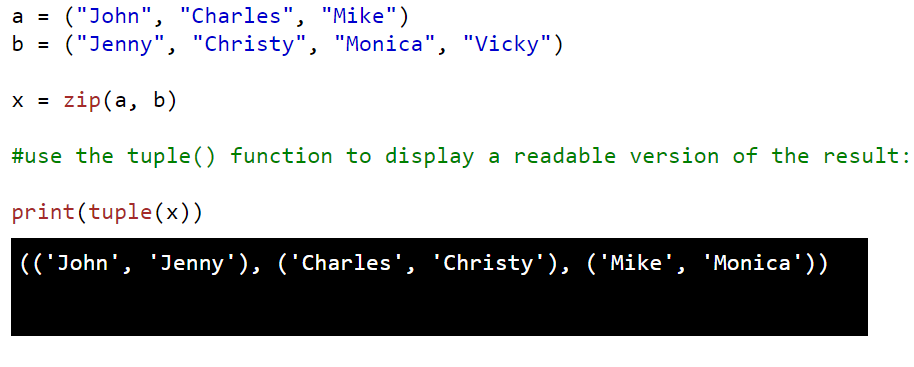 a = ("John", "Charles", "Mike")
b = ("Jenny", "Christy", "Monica", "Vicky")
x = zip(a, b)
#use the tuple() function to display a readable version of the result:
print(tuple(x))
(('John', 'Jenny'), ('Charles', 'Christy'), ('Mike', 'Monica'))